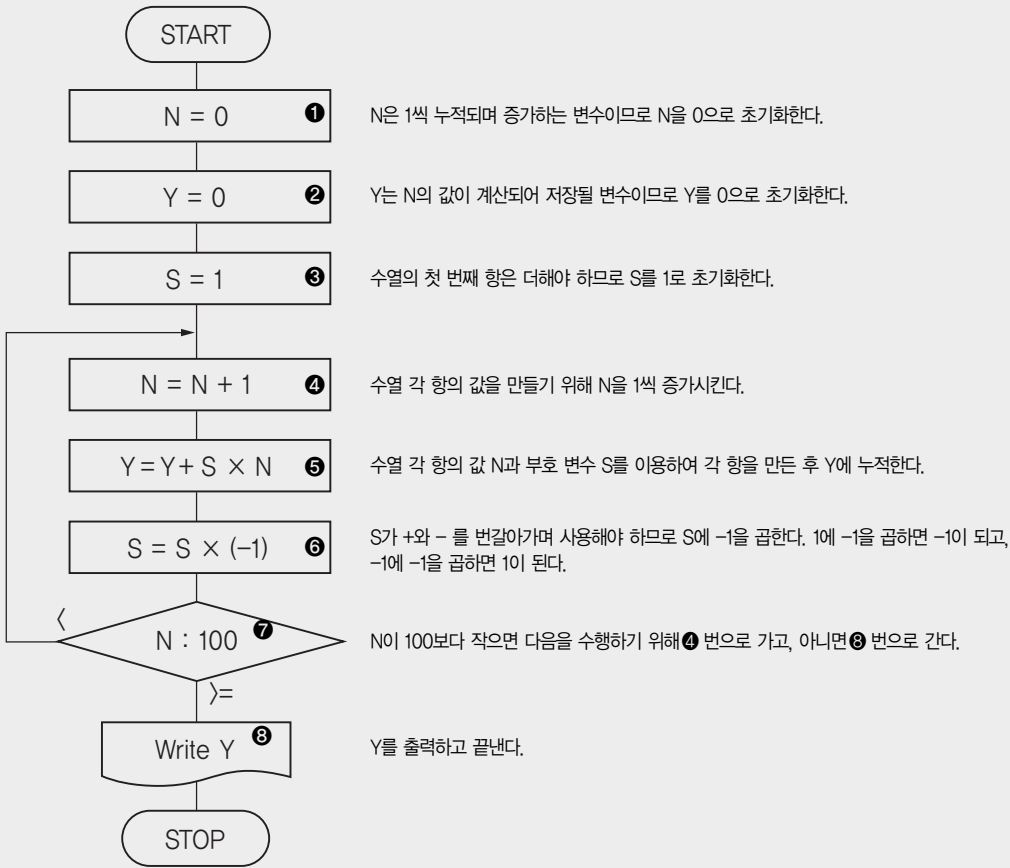 START
N = 0 ❶
N은 1씩 누적되며 증가하는 변수이므로 N을 0으로 초기화한다.
Y = 0 ❷
Y는 N의 값이 계산되어 저장될 변수이므로 Y를 0으로 초기화한다.
S = 1 ❸
수열의 첫 번째 항은 더해야 하므로 S를 1로 초기화한다.
N = N + 1 ❹
수열 각 항의 값을 만들기 위해 N을 1씩 증가시킨다.
Y = Y + S × N ❺
수열 각 항의 값 N과 부호 변수 S를 이용하여 각 항을 만든 후 Y에 누적한다.
S = S × (–1) ❻
S가 +와 – 를 번갈아가며 사용해야 하므로 S에 –1을 곱한다. 1에 –1을 곱하면 –1이 되고,
–1에 –1을 곱하면 1이 된다.
〈
N : 100 ❼
N이 100보다 작으면 다음을 수행하기 위해 ❹ 번으로 가고, 아니면 ❽ 번으로 간다.
〉=
Write Y ❽
Y를 출력하고 끝낸다.
STOP